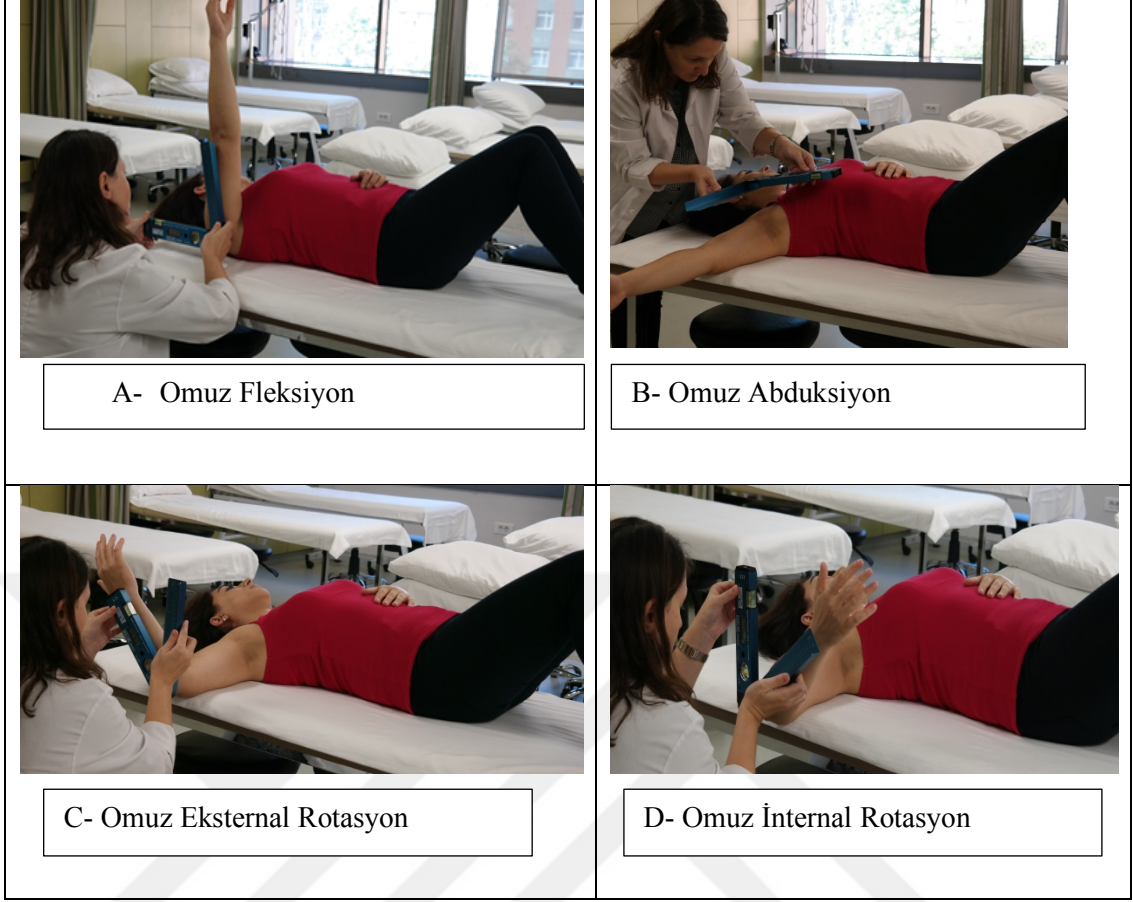 A- Omuz Fleksiyon
B- Omuz Abduksiyon
C- Omuz Eksternal Rotasyon
D- Omuz İnternal Rotasyon